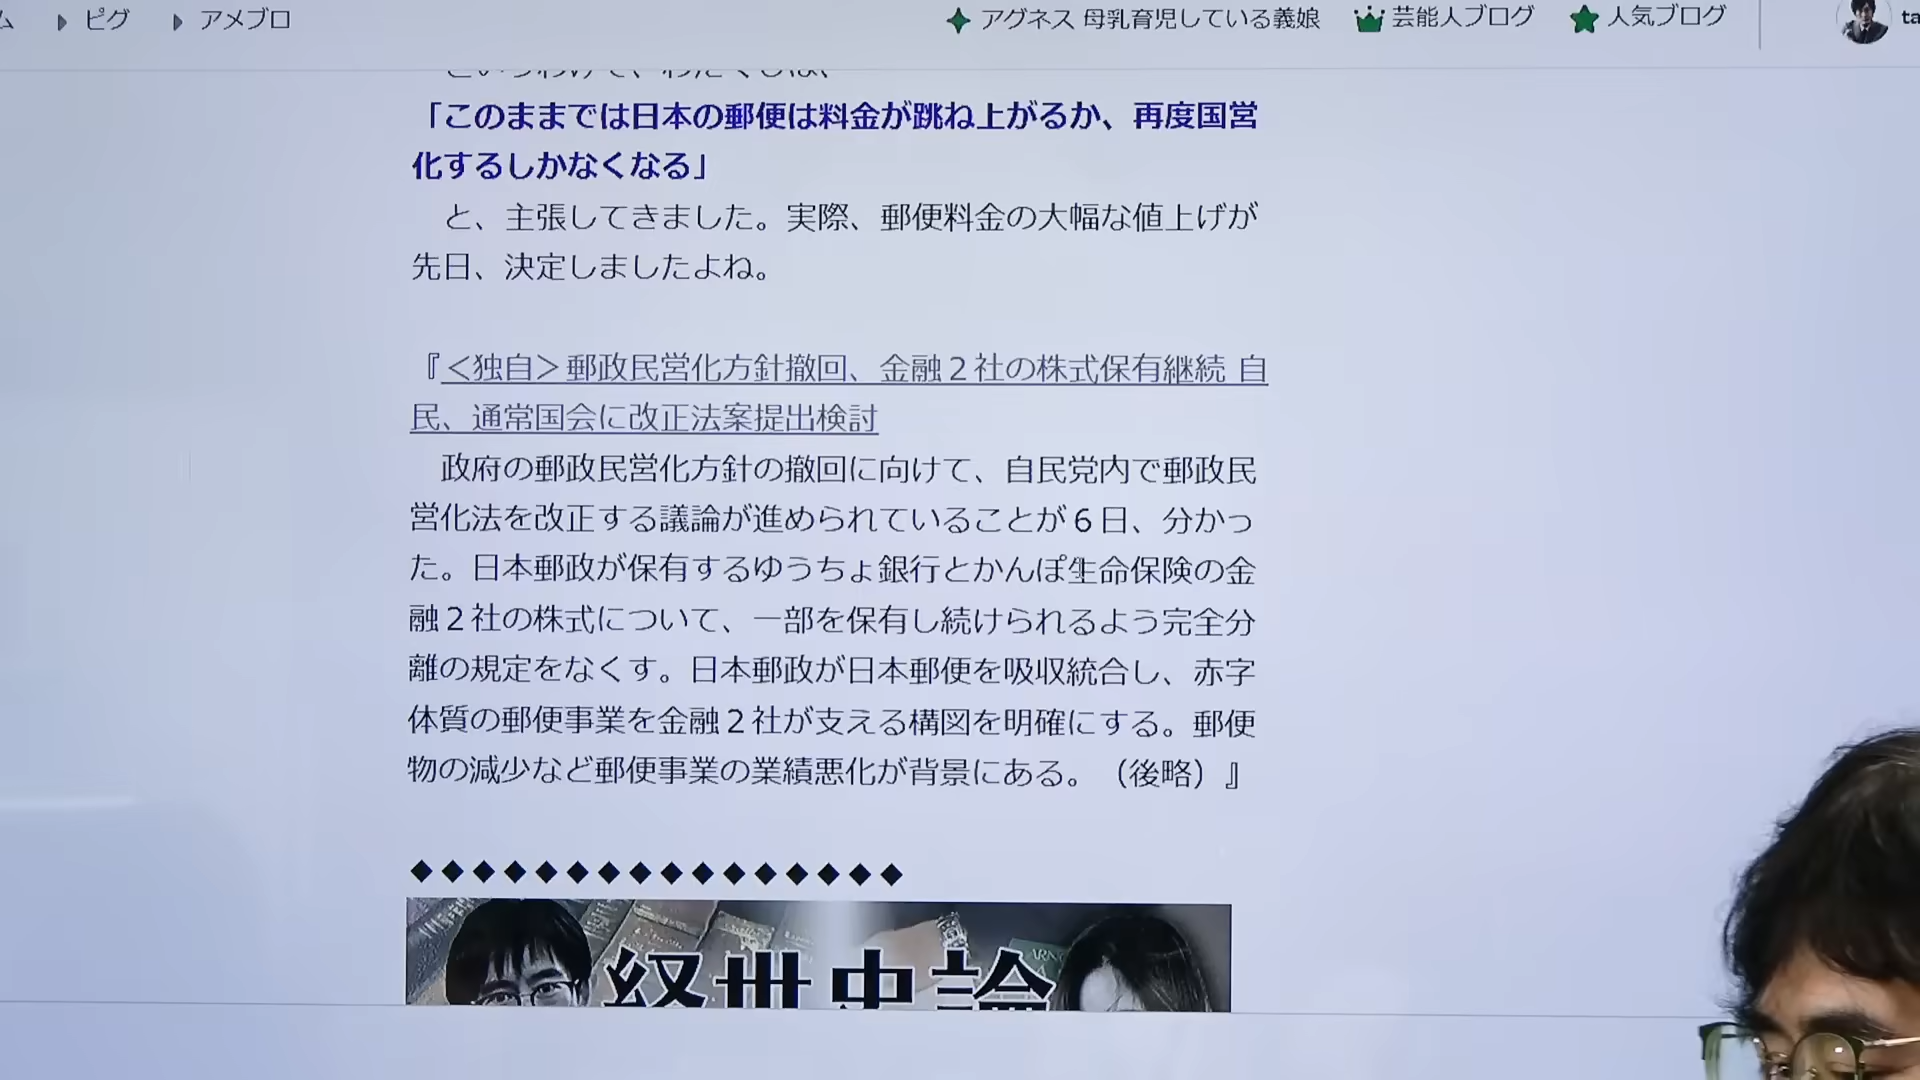 ピグ
アメブロ
アグネス 母乳育児している義娘
芸能人ブログ
人気ブログ
ta
というわけで、わたくしは、
「このままでは日本の郵便は料金が跳ね上がるか、再度国営
化するしかなくなる」
と、主張してきました。実際、郵便料金の大幅な値上げが
先日、決定しましたよね。
『＜独自＞郵政民営化方針撤回、金融２社の株式保有継続 自
民、通常国会に改正法案提出検討
政府の郵政民営化方針の撤回に向けて、自民党内で郵政民
営化法を改正する議論が進められていることが６日、分かっ
た。日本郵政が保有するゆうちょ銀行とかんぽ生命保険の金
融２社の株式について、一部を保有し続けられるよう完全分
離の規定をなくす。日本郵政が日本郵便を吸収統合し、赤字
体質の郵便事業を金融２社が支える構図を明確にする。郵便
物の減少など郵便事業の業績悪化が背景にある。（後略）』
◆◆◆◆◆◆◆◆◆◆◆◆◆◆◆◆
経世史論